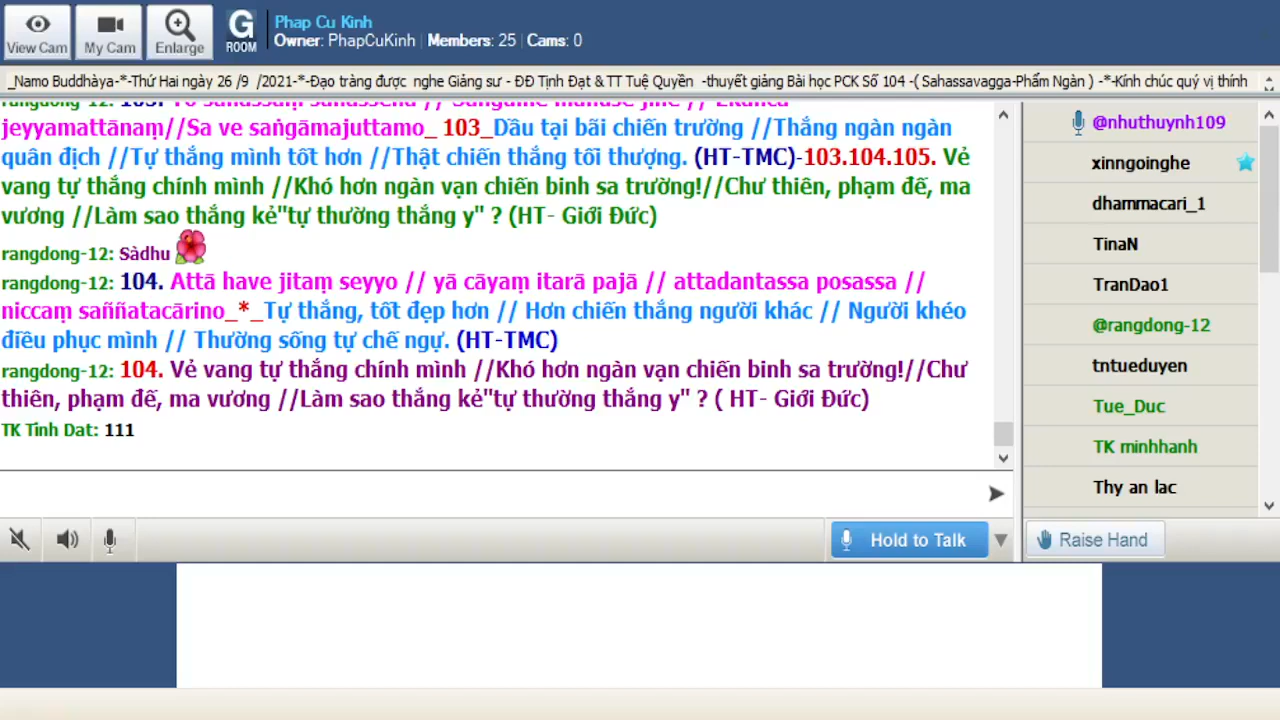 View Cam
My Cam
Enlarge
G
ROOM
Phap Cu Kinh
Owner: PhapCuKinh | Members: 25 | Cams: 0
_Namo Buddhàya-*-Thứ Hai ngày 26 /9 /2021-*-Đạo tràng được nghe Giảng sư - ĐĐ Tịnh Đạt & TT Tuệ Quyền -thuyết giảng Bài học PCK Số 104 -( Sahassavagga-Phẩm Ngàn ) -*-Kính chúc quý vị thính
rangdong-12: 103. Yo sahassaṃ sahassena // Saṅgāme mānuse jine // Ekañca
jeyyamattānaṃ//Sa ve saṅgāmajuttamo_ 103_Dầu tại bãi chiến trường //Thắng ngàn ngàn
quân địch //Tự thắng mình tốt hơn //Thật chiến thắng tối thượng. (HT-TMC)-103.104.105. Vẻ
vang tự thắng chính mình //Khó hơn ngàn vạn chiến binh sa trường!//Chư thiên, phạm đế, ma
vương //Làm sao thắng kẻ"tự thường thắng y" ? (HT- Giới Đức)
rangdong-12: Sàdhu
rangdong-12: 104. Attā have jitaṃ seyyo // yā cāyaṃ itarā pajā // attadantassa posassa //
niccaṃ saññatacārino_*_Tự thắng, tốt đẹp hơn // Hơn chiến thắng người khác // Người khéo
điều phục mình // Thường sống tự chế ngự. (HT-TMC)
rangdong-12: 104. Vẻ vang tự thắng chính mình //Khó hơn ngàn vạn chiến binh sa trường!//Chư
thiên, phạm đế, ma vương //Làm sao thắng kẻ"tự thường thắng y" ? ( HT- Giới Đức)
TK Tinh Dat: 111
@nhuthuynh109
xinngoinghe
dhammacari_1
TinaN
TranDao1
@rangdong-12
tntueduyen
Tue_Duc
TK minhhanh
Thy an lac
Hold to Talk
Raise Hand